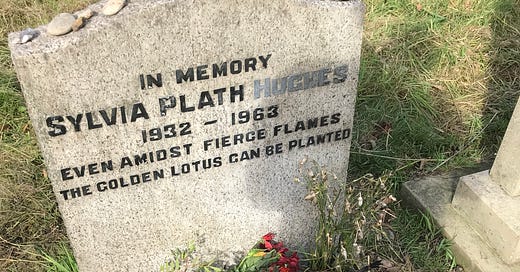 IN MEMORY
SYLVIA PLATH HUGHES
1932 – 1963
EVEN AMIDST FIERCE FLAMES
THE GOLDEN LOTUS CAN BE PLANTED